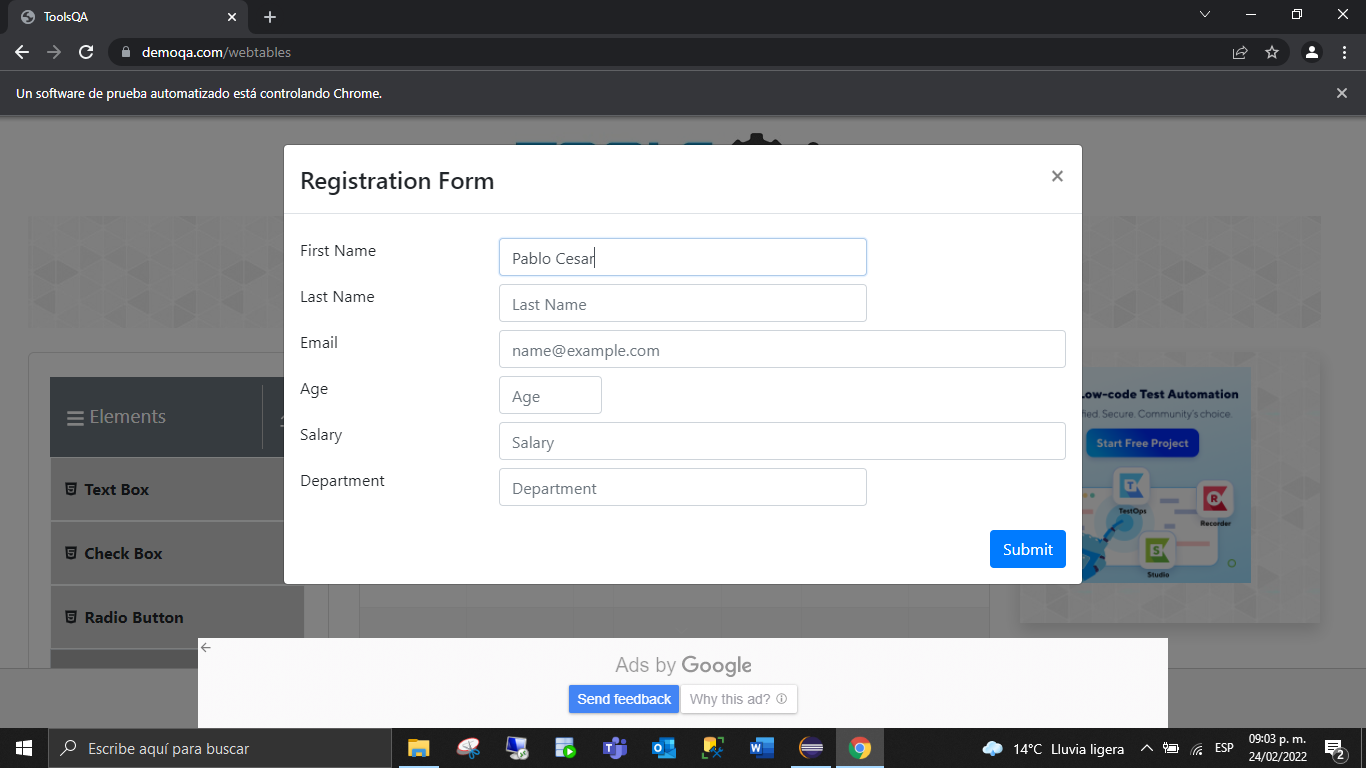 ToolsQA
demoqa.com/webtables
Un software de prueba automatizado está controlando Chrome.
Registration Form
×
First Name
Pablo Cesar
Last Name
Last Name
Email
name@example.com
Age
Age
Salary
Salary
Department
Department
Submit
Elements
Text Box
Check Box
Radio Button
ow-code Test Automation
fied. Secure. Community's choice.
Start Free Project
TestOps
Recorder
Studio
Ads by Google
Send feedback
Why this ad?
Escribe aquí para buscar
14°C Lluvia ligera
ESP
09:03 p. m.
24/02/2022
2